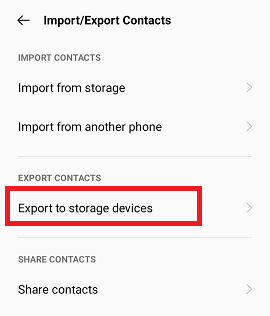 Import/Export Contacts
IMPORT CONTACTS
Import from storage
Import from another phone
EXPORT CONTACTS
Export to storage devices
SHARE CONTACTS
Share contacts